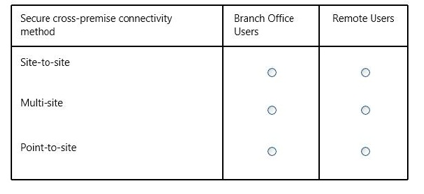 Secure cross-premise connectivity
method
Branch Office
Users
Remote Users
Site-to-site
Multi-site
Point-to-site